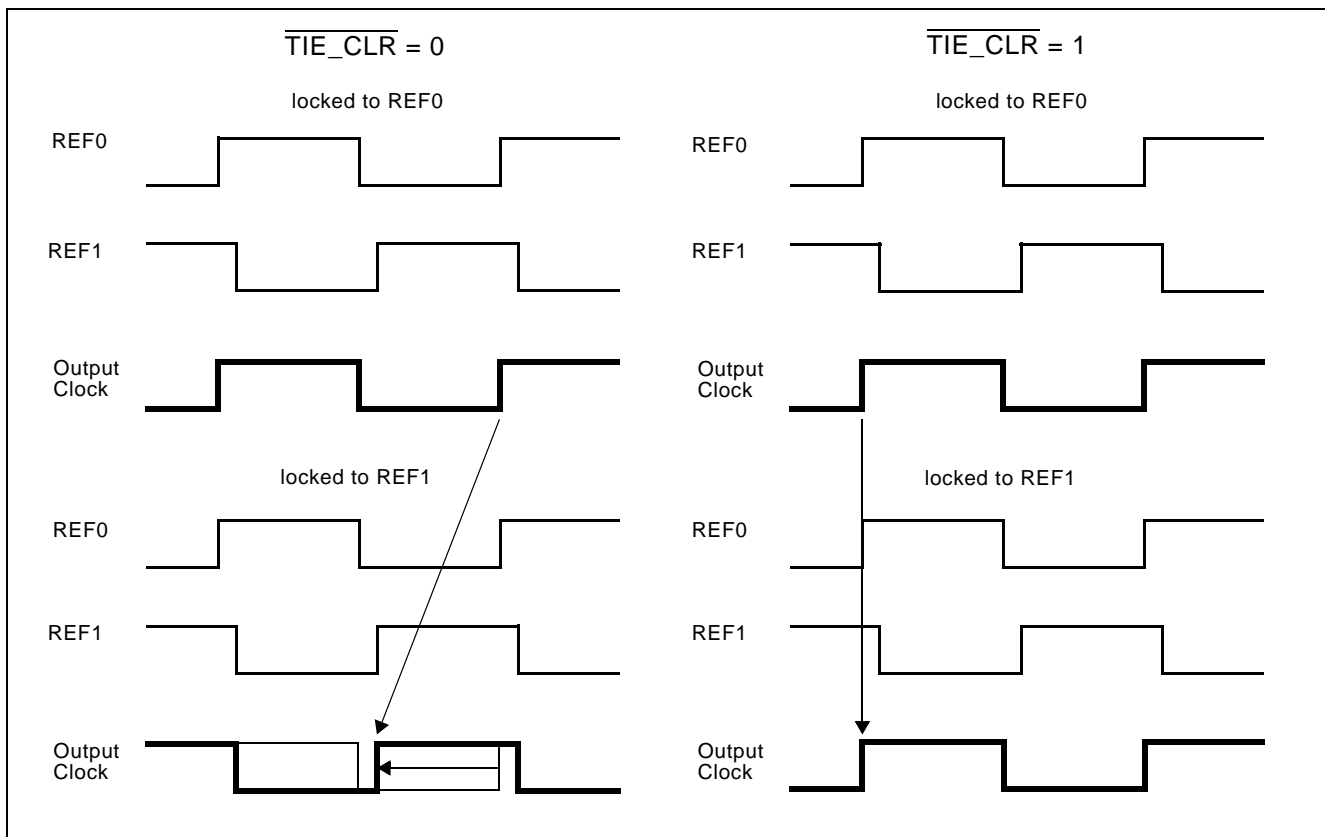 TIE_CLR = 0
locked to REF0
REF0
REF1
Output
Clock
locked to REF1
REF0
REF1
Output
Clock
TIE_CLR = 1
locked to REF0
REF0
REF1
Output
Clock
locked to REF1
REF0
REF1
Output
Clock